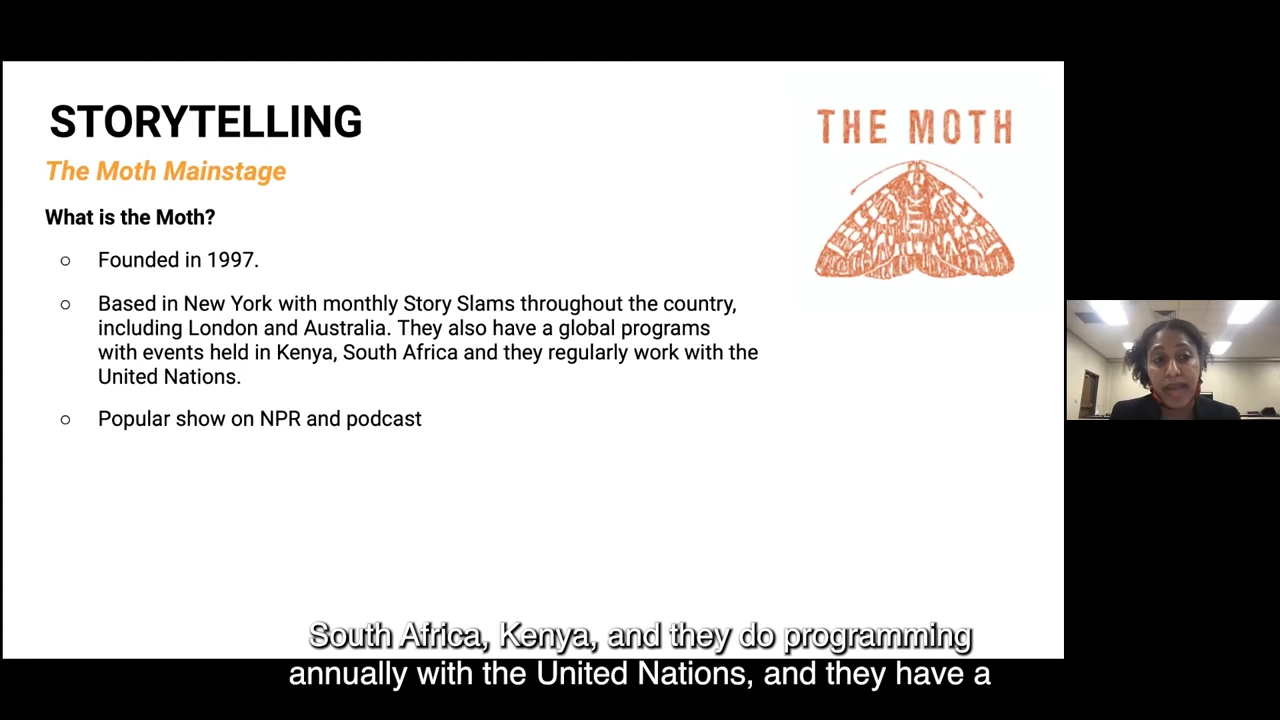 STORYTELLING
THE MOTH
The Moth Mainstage
What is the Moth?
○ Founded in 1997.
○ Based in New York with monthly Story Slams throughout the country,
including London and Australia. They also have a global programs
with events held in Kenya, South Africa and they regularly work with the
United Nations.
○ Popular show on NPR and podcast
South Africa, Kenya, and they do programming
annually with the United Nations, and they have a